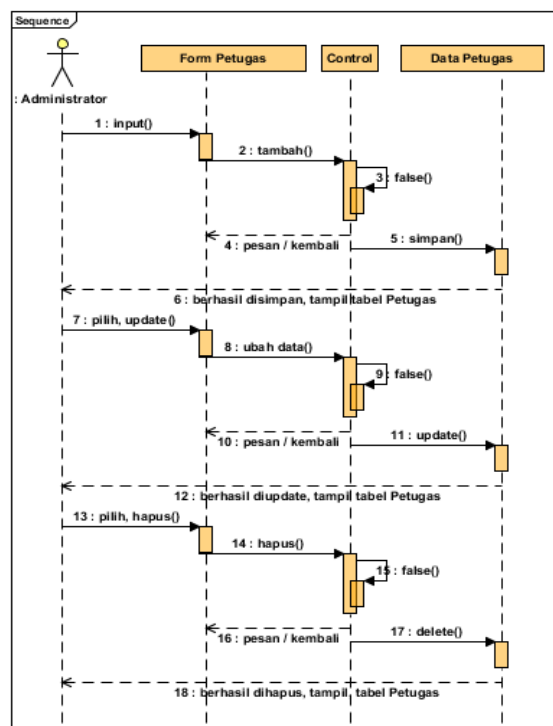 Sequence
Form Petugas
Control
Data Petugas
: Administrator
1 : input()
2 : tambah()
3 : false()
4 : pesan / kembali
5 : simpan()
6 : berhasil disimpan, tampil tabel Petugas
7 : pilih, update()
8 : ubah data()
9 : false()
10 : pesan / kembali
11 : update()
12 : berhasil diupdate, tampil tabel Petugas
13 : pilih, hapus()
14 : hapus()
15 : false()
16 : pesan / kembali
17 : delete()
18 : berhasil dihapus, tampil, tabel Petugas